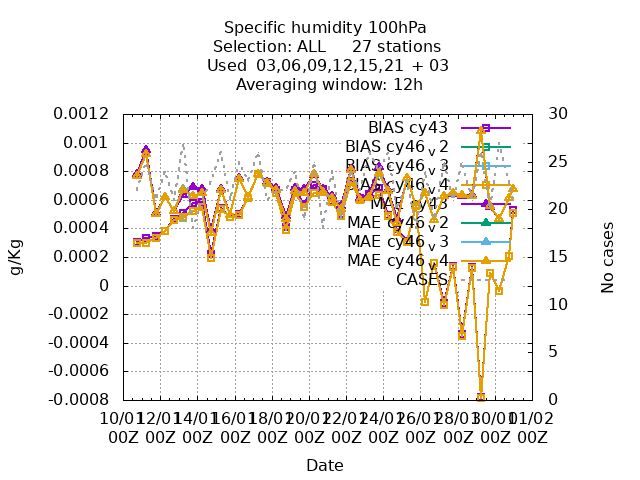 Specific humidity 100hPa
Selection: ALL 27 stations
Used 03,06,09,12,15,21 + 03
Averaging window: 12h
0.0012
0.001
0.0008
0.0006
0.0004
0.0002
0
-0.0002
-0.0004
-0.0006
-0.0008
30
25
20
15
10
5
0
g/Kg
No cases
BIAS cy43
BIAS cy46_v_2
BIAS cy46_v_3
BIAS cy46_v_4
MAE cy43
MAE cy46_v_2
MAE cy46_v_3
MAE cy46_v_4
CASES
10/01 12/01 14/01 16/01 18/01 20/01 22/01 24/01 26/01 28/01 30/01 01/02
00Z 00Z 00Z 00Z 00Z 00Z 00Z 00Z 00Z 00Z 00Z 00Z
Date